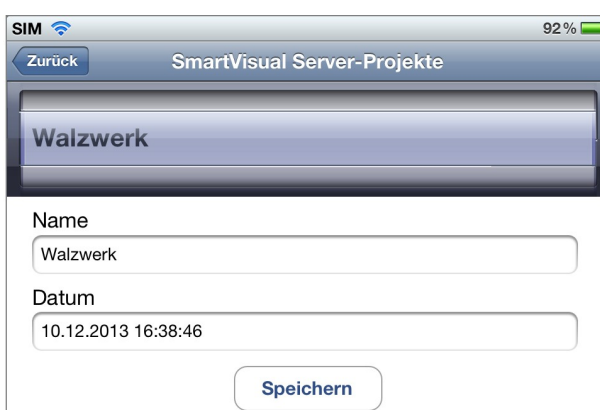 SIM 92 %
Zurück SmartVisual Server-Projekte
Walzwerk
Name
Walzwerk
Datum
10.12.2013 16:38:46
Speichern